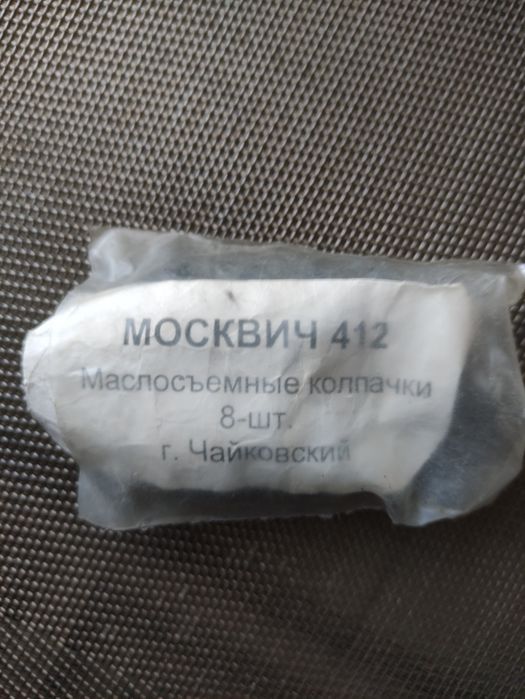 МОСКВИЧ 412
Маслосъемные колпачки
8-шт.
г. Чайковский